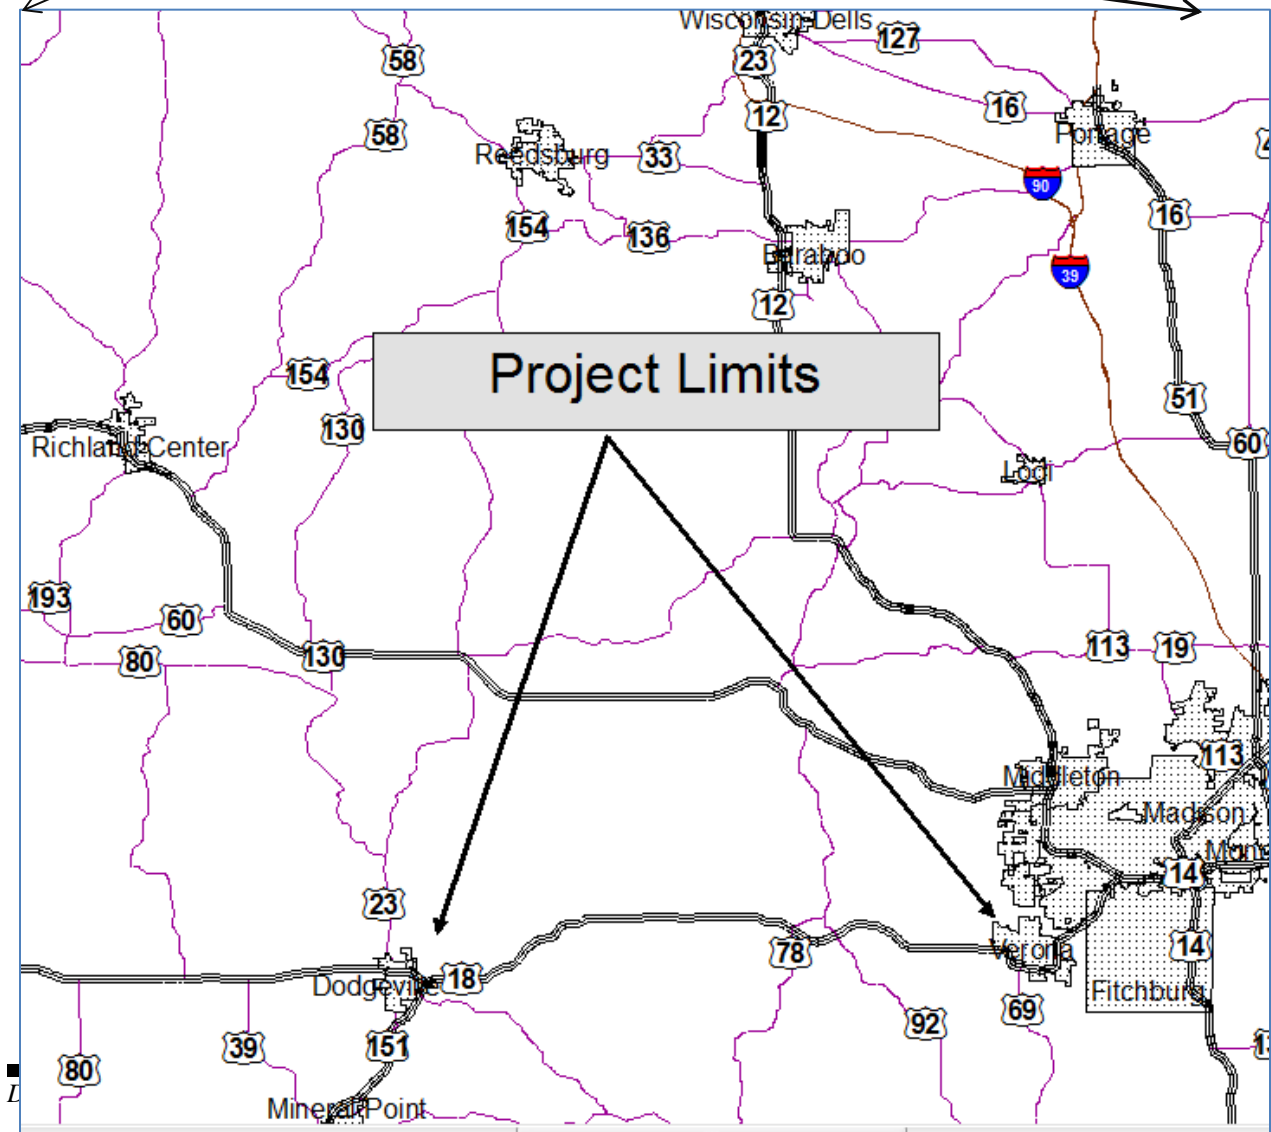 Wisconsin Dells
127
58
23
16
12
Portage
58
Reedsburg
33
90
16
154
136
Baraboo
39
12
Project Limits
154
51
130
Richland Center
60
Lodi
193
60
130
80
113
19
113
Middleton
Madison
Mon
14
23
78
Verona
14
Dodgeville
18
Fitchburg
69
92
39
151
80
Mineral Point